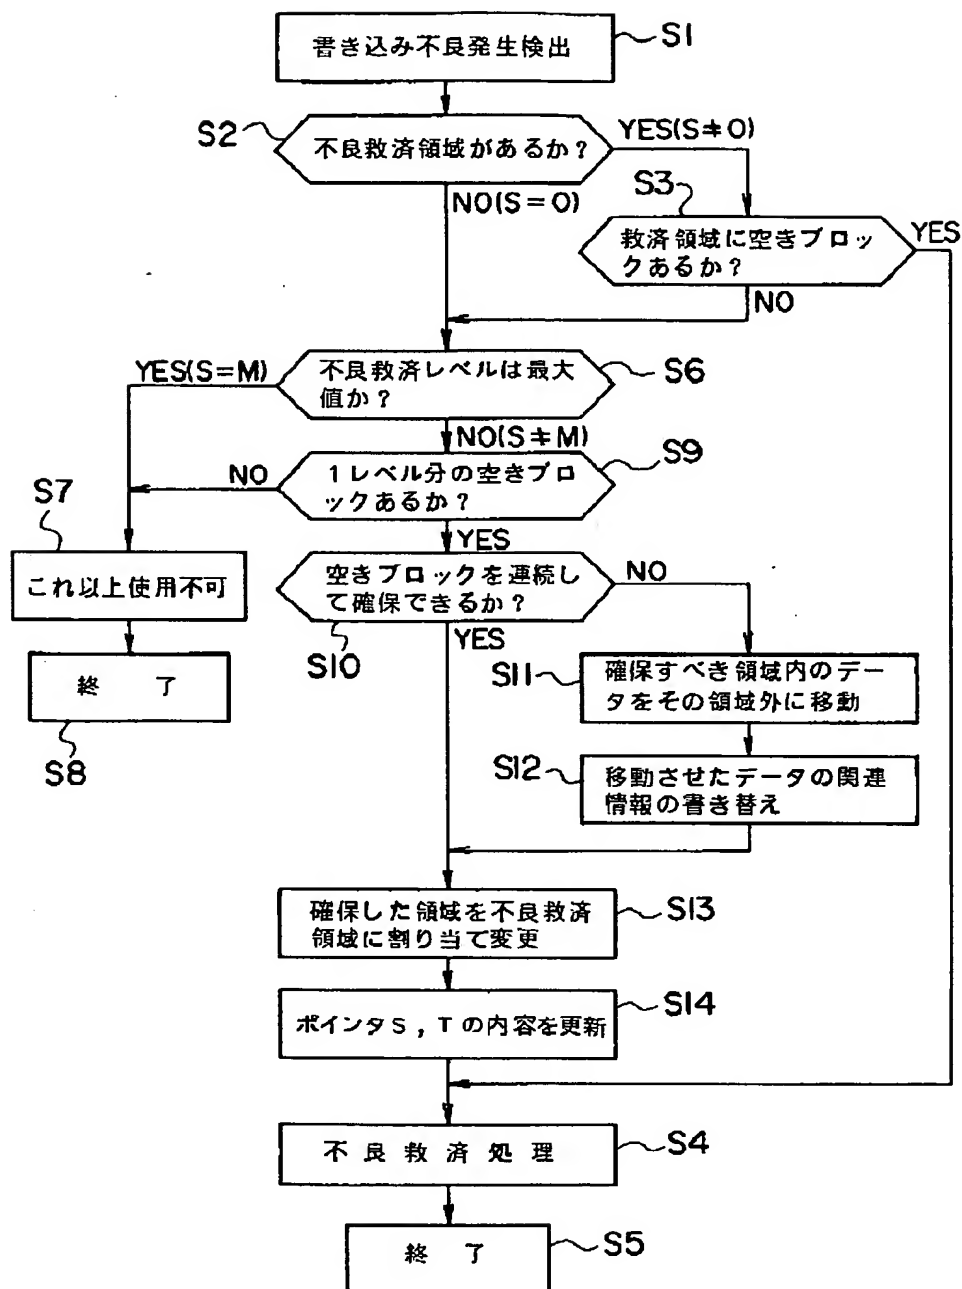 書き込み不良発生検出
S1
S2
不良救済領域があるか?
YES(S≠0)
NO(S=0)
S3
救済領域に空きブロッ
クあるか?
YES
NO
YES(S=M)
不良救済レベルは最大
値か?
S6
NO(S≠M)
S9
NO
1レベル分の空きブロ
ックあるか?
S7
YES
これ以上使用不可
空きブロックを連続し
て確保できるか?
NO
S10
YES
終 了
S8
S11
確保すべき領域内のデー
タをその領域外に移動
S12
移動させたデータの関連
情報の書き替え
確保した領域を不良救済
領域に割り当て変更
S13
ポインタS,Tの内容を更新
S14
不 良 救 済 処 理
S4
終 了
S5